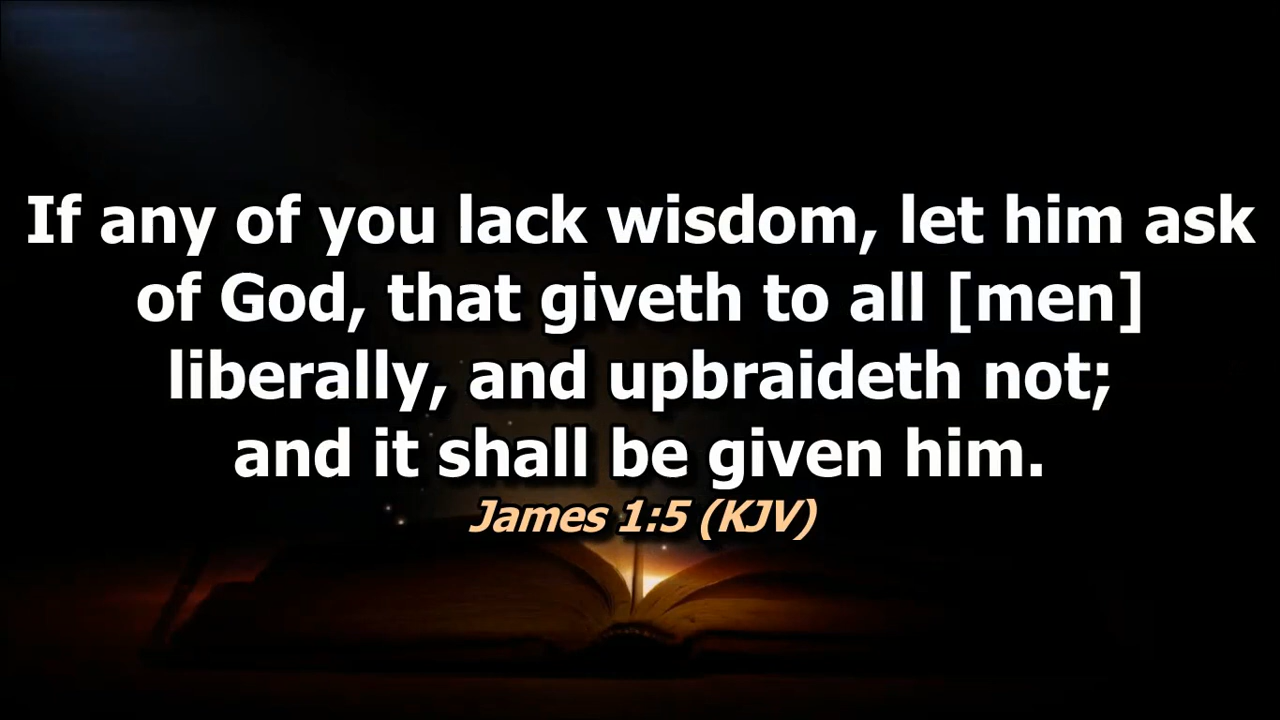 If any of you lack wisdom, let him ask
of God, that giveth to all [men]
liberally, and upbraideth not;
and it shall be given him.
James 1:5 (KJV)